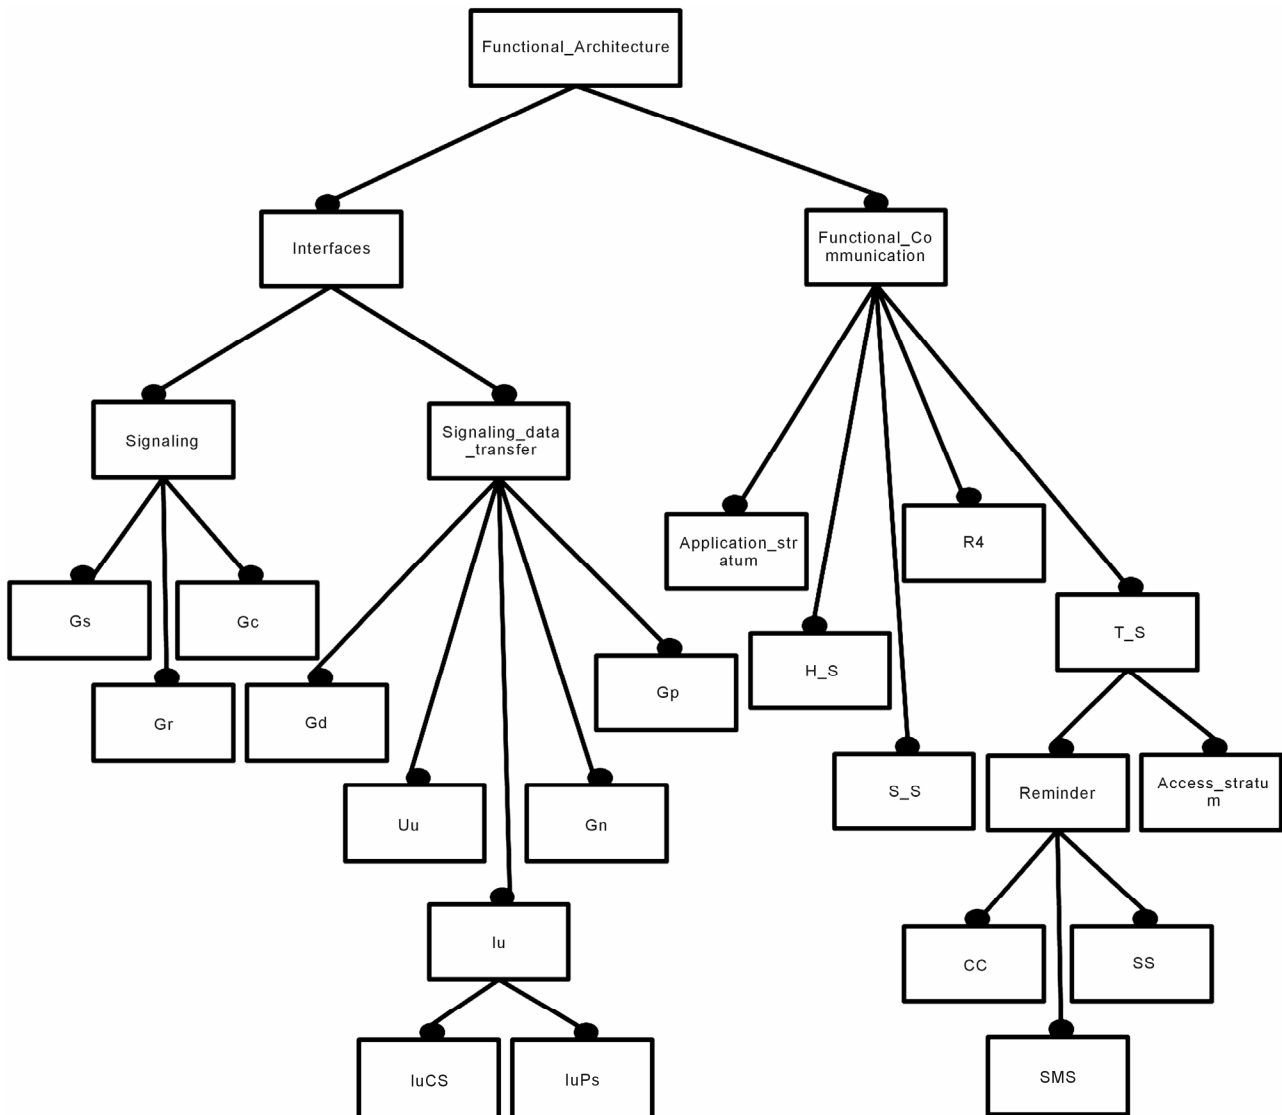 Functional_Architecture
Interfaces
Functional_Co
mmunication
Signaling
Signaling_data
_transfer
Application_str
atum
R4
Gs
Gc
T_S
H_S
Gr
Gd
Gp
S_S
Reminder
Access_stratu
m
Uu
Gn
Iu
CC
SS
IuCS
IuPs
SMS